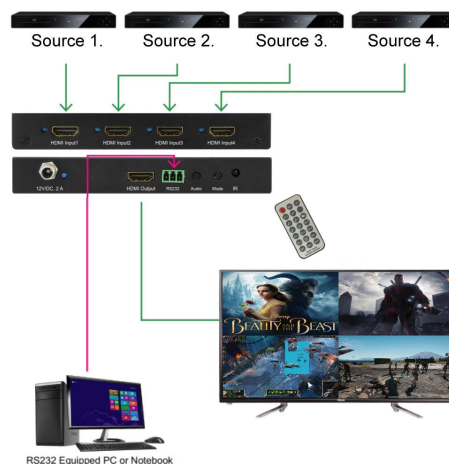 Source 1.
Source 2.
Source 3.
Source 4.
HDMI Input1
HDMI Input2
HDMI Input3
HDMI Input4
12V/DC, 2 A
HDMI Output
RS232
Audio
Mode
IR
Disney
BEAUTY AND THE BEAST
RS232 Equipped PC or Notebook